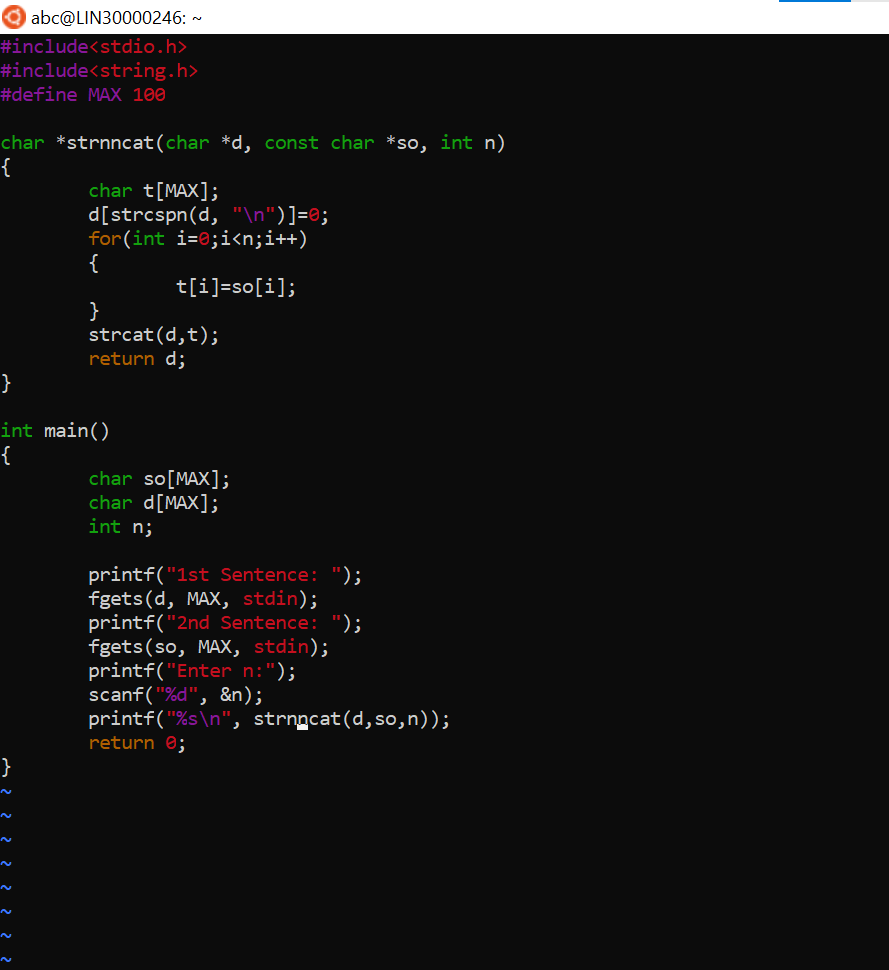 abc@LIN30000246: ~
#include<stdio.h>
#include<string.h>
#define MAX 100
char *strnncat(char *d, const char *so, int n)
{
        char t[MAX];
        d[strcspn(d, "\n")]=0;
        for(int i=0;i<n;i++)
        {
                t[i]=so[i];
        }
        strcat(d,t);
        return d;
}
int main()
{
        char so[MAX];
        char d[MAX];
        int n;
        printf("1st Sentence: ");
        fgets(d, MAX, stdin);
        printf("2nd Sentence: ");
        fgets(so, MAX, stdin);
        printf("Enter n:");
        scanf("%d", &n);
        printf("%s\n", strnncat(d,so,n));
        return 0;
}
~
~
~
~
~
~
~
~